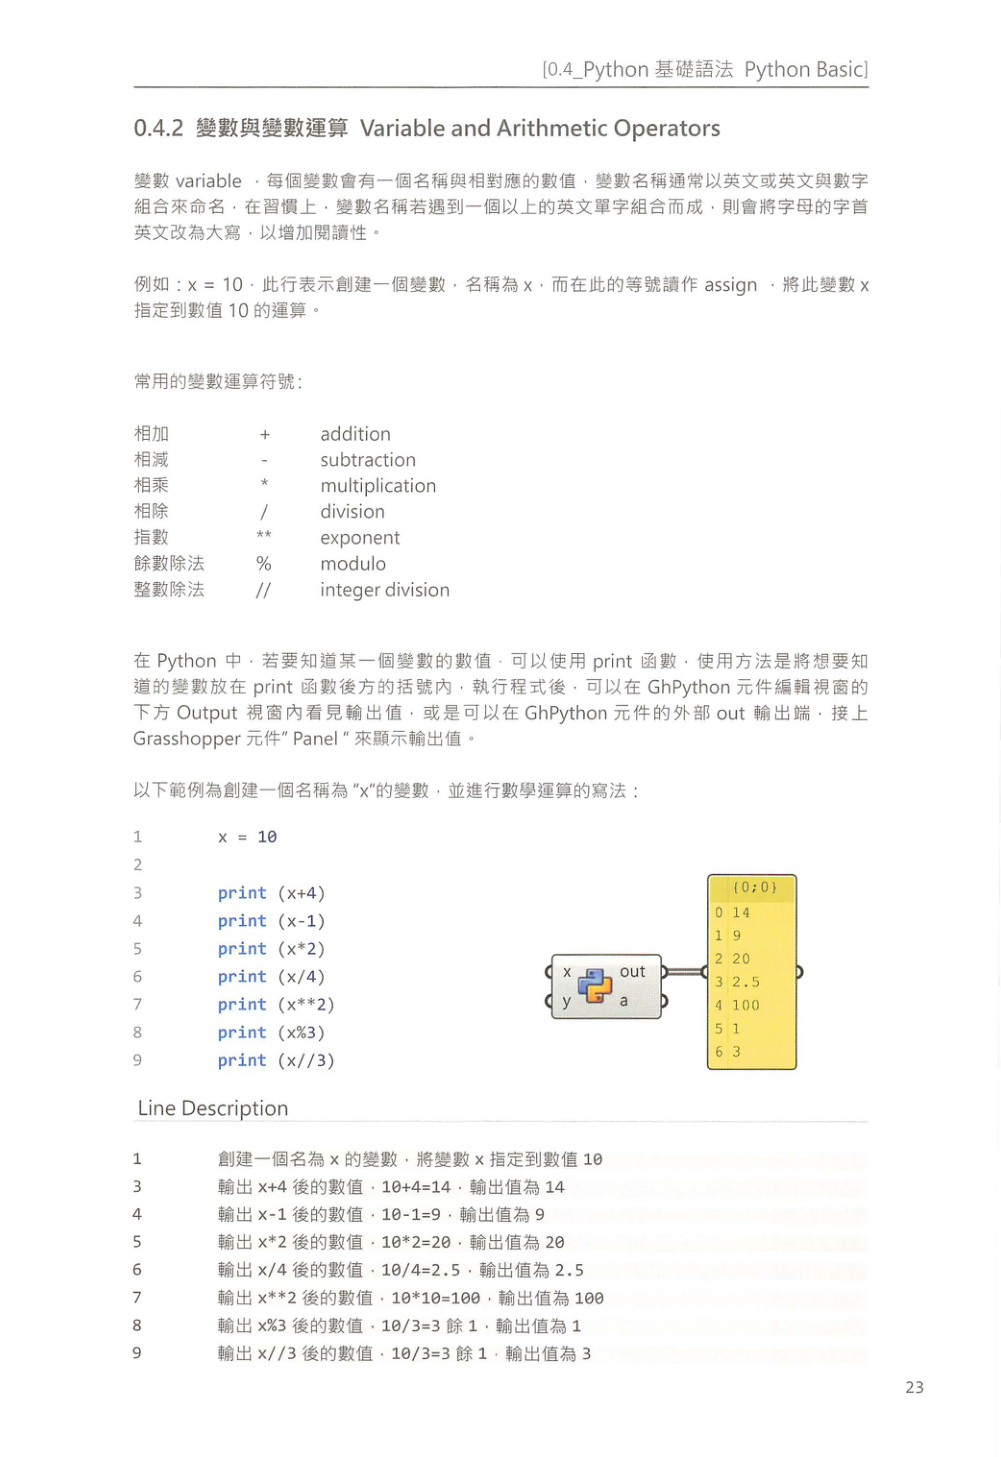 [0.4_Python 基礎語法 Python Basic]
0.4.2 變數與變數運算 Variable and Arithmetic Operators
變數 variable ，每個變數會有一個名稱與相對應的數值，變數名稱通常以英文或英文與數字
組合來命名，在習慣上，變數名稱若遇到一個以上的英文單字組合而成，則會將字母的字首
英文改為大寫，以增加閱讀性。
例如：x = 10，此行表示創建一個變數，名稱為 x，而在此的等號讀作 assign ，將此變數 x
指定到數值 10 的運算。
常用的變數運算符號：
相加 + addition
相減 - subtraction
相乘 * multiplication
相除 / division
指數 ** exponent
餘數除法 % modulo
整數除法 // integer division
在 Python 中，若要知道某一個變數的數值，可以使用 print 函數，使用方法是將想要知
道的變數放在 print 函數後方的括號內，執行程式後，可以在 GhPython 元件編輯視窗的
下方 Output 視窗內看見輸出值，或是可以在 GhPython 元件的外部 out 輸出端，接上
Grasshopper 元件” Panel “ 來顯示輸出值。
以下範例為創建一個名稱為 “x”的變數，並進行數學運算的寫法：
1 x = 10
2
3 print (x+4)
4 print (x-1)
5 print (x*2)
6 print (x/4)
7 print (x**2)
8 print (x%3)
9 print (x//3)
x out
y a
{0;0}
0 14
1 9
2 20
3 2.5
4 100
5 1
6 3
Line Description
1 創建一個名為 x 的變數，將變數 x 指定到數值 10
3 輸出 x+4 後的數值，10+4=14，輸出值為 14
4 輸出 x-1 後的數值，10-1=9，輸出值為 9
5 輸出 x*2 後的數值，10*2=20，輸出值為 20
6 輸出 x/4 後的數值，10/4=2.5，輸出值為 2.5
7 輸出 x**2 後的數值，10*10=100，輸出值為 100
8 輸出 x%3 後的數值，10/3=3 餘 1，輸出值為 1
9 輸出 x//3 後的數值，10/3=3 餘 1，輸出值為 3
23